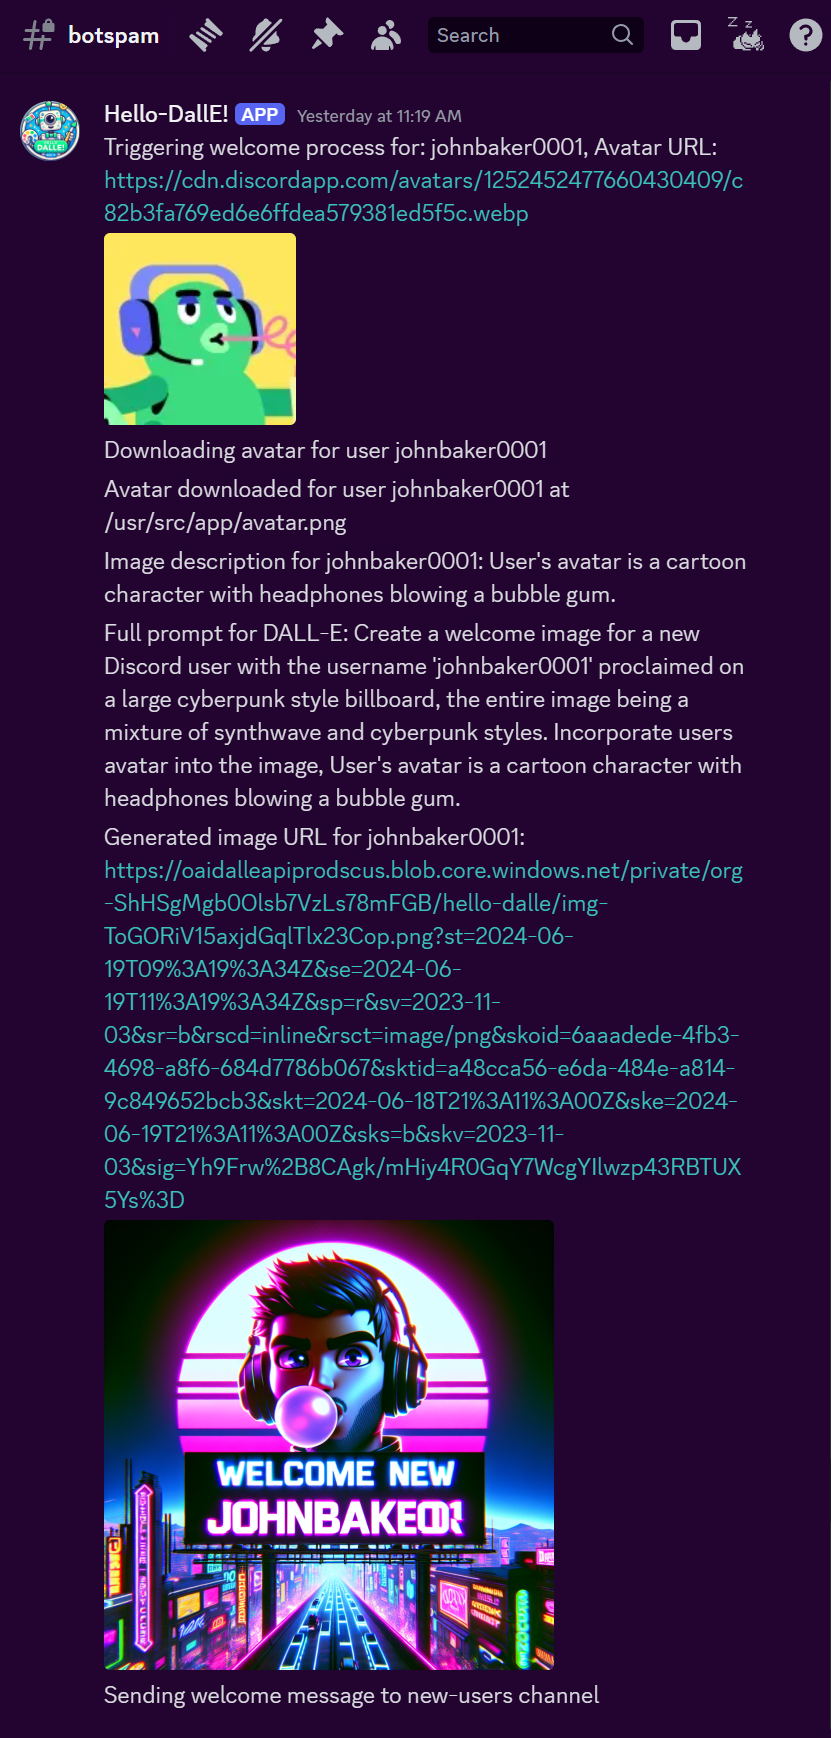 botspam
Search
z z
Hello-DallE! APP Yesterday at 11:19 AM
DALLE!
Triggering welcome process for: johnbaker0001, Avatar URL:
https://cdn.discordapp.com/avatars/1252452477660430409/c
82b3fa769ed6e6ffdea579381ed5f5c.webp
Downloading avatar for user johnbaker0001
Avatar downloaded for user johnbaker0001 at
/usr/src/app/avatar.png
Image description for johnbaker0001: User's avatar is a cartoon
character with headphones blowing a bubble gum.
Full prompt for DALL-E: Create a welcome image for a new
Discord user with the username 'johnbaker0001' proclaimed on
a large cyberpunk style billboard, the entire image being a
mixture of synthwave and cyberpunk styles. Incorporate users
avatar into the image, User's avatar is a cartoon character with
headphones blowing a bubble gum.
Generated image URL for johnbaker0001:
https://oaidalleapiprodscus.blob.core.windows.net/private/org
-ShHSgMgb0Olsb7VzLs78mFGB/hello-dalle/img-
ToGORiV15axjdGqlTlx23Cop.png?st=2024-06-
19T09%3A19%3A34Z&se=2024-06-
19T11%3A19%3A34Z&sp=r&sv=2023-11-
03&sr=b&rscd=inline&rsct=image/png&skoid=6aaadede-4fb3-
4698-a8f6-684d7786b067&sktid=a48cca56-e6da-484e-a814-
9c849652bcb3&skt=2024-06-18T21%3A11%3A00Z&ske=2024-
06-19T21%3A11%3A00Z&sks=b&skv=2023-11-
03&sig=Yh9Frw%2B8CAgk/mHiy4R0GqY7WcgYIlwzp43RBTUX
5Ys%3D
WELCOME NEW
Sending welcome message to new-users channel